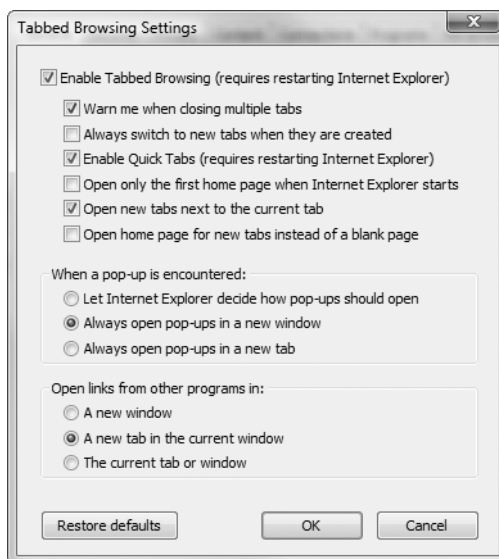 Tabbed Browsing Settings
Enable Tabbed Browsing (requires restarting Internet Explorer)
Warn me when closing multiple tabs
Always switch to new tabs when they are created
Enable Quick Tabs (requires restarting Internet Explorer)
Open only the first home page when Internet Explorer starts
Open new tabs next to the current tab
Open home page for new tabs instead of a blank page
When a pop-up is encountered:
Let Internet Explorer decide how pop-ups should open
Always open pop-ups in a new window
Always open pop-ups in a new tab
Open links from other programs in:
A new window
A new tab in the current window
The current tab or window
Restore defaults OK Cancel